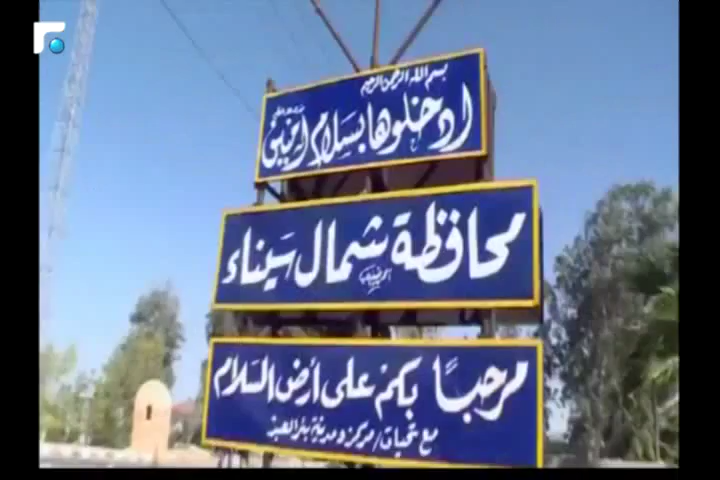 بسم الله الرحمن الرحيم
ادخلوها بسلام آمنين
محافظة شمال سيناء
مرحبًا بكم على أرض السلام
مع تحيات / مركز ومدينة بئر العبد